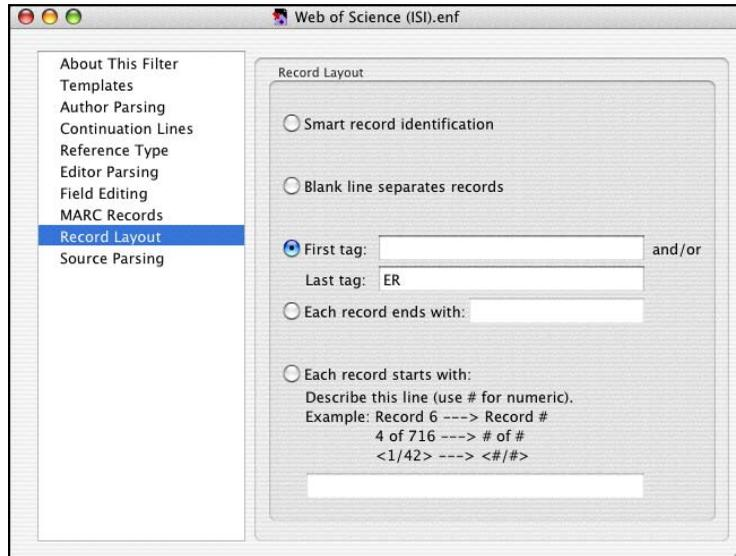 Web of Science (ISI).enf
About This Filter
Templates
Author Parsing
Continuation Lines
Reference Type
Editor Parsing
Field Editing
MARC Records
Record Layout
Source Parsing
Record Layout
Smart record identification
Blank line separates records
First tag: and/or
Last tag: ER
Each record ends with:
Each record starts with:
Describe this line (use # for numeric).
Example: Record 6 ---> Record #
4 of 716 ---> # of #
<1/42> ---> <#/#>